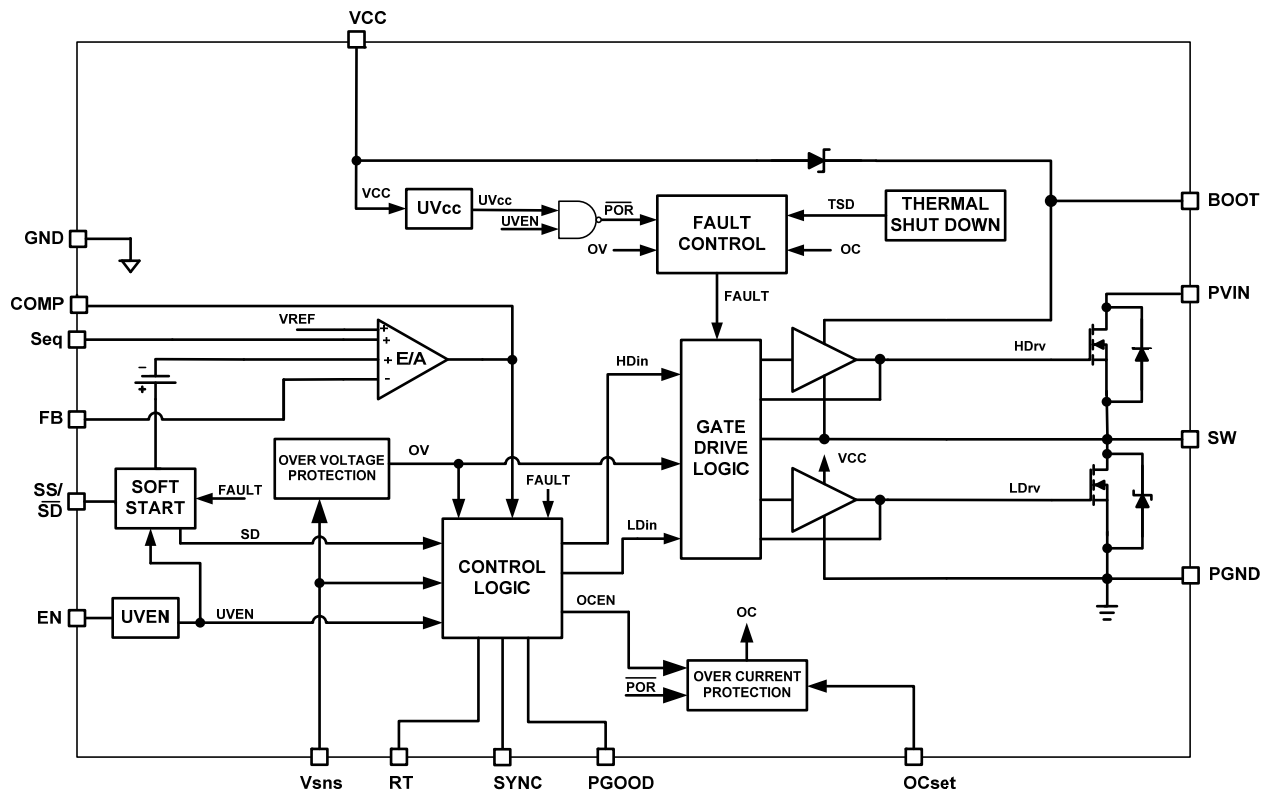 VCC
VCC
UVcc
UVcc
UVEN
POR
OV
FAULT
CONTROL
TSD
THERMAL
SHUT DOWN
OC
BOOT
GND
COMP
VREF
Seq
FB
+
+
+
-
E/A
−
+
FAULT
PVIN
HDin
HDrv
GATE
DRIVE
LOGIC
SW
OVER VOLTAGE
PROTECTION
OV
VCC
SS/
SD
SOFT
START
FAULT
FAULT
LDrv
SD
CONTROL
LOGIC
LDin
PGND
EN
UVEN
UVEN
OCEN
OC
POR
OVER CURRENT
PROTECTION
Vsns
RT
SYNC
PGOOD
OCset